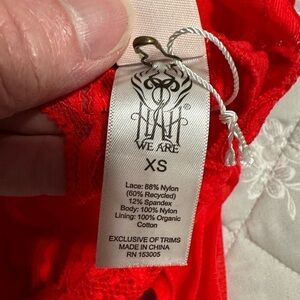 HAH
®
WE ARE
XS
Lace: 88% Nylon
(60% Recycled)
12% Spandex
Body: 100% Nylon
Lining: 100% Organic
Cotton
EXCLUSIVE OF TRIMS
MADE IN CHINA
RN 153005